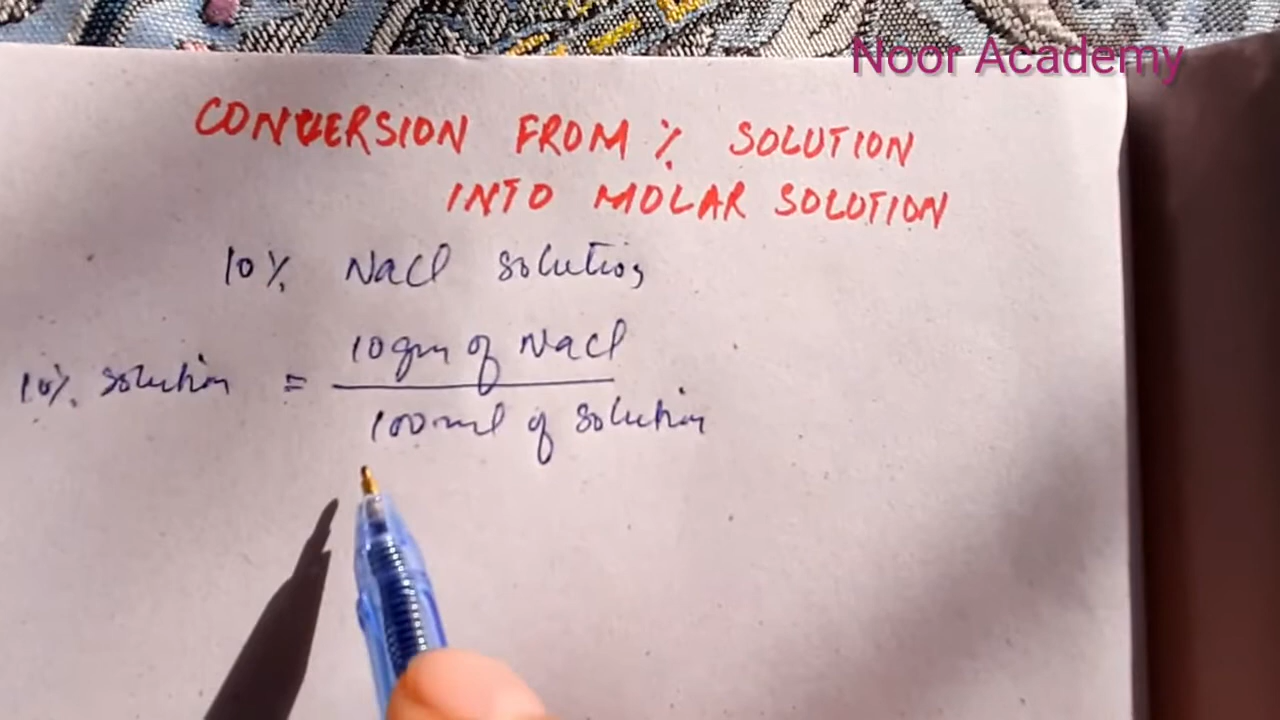 Noor Academy
CONVERSION FROM % SOLUTION
INTO MOLAR SOLUTION
10% NaCl solution
10% solution = 10gm of NaCl
100ml of solution